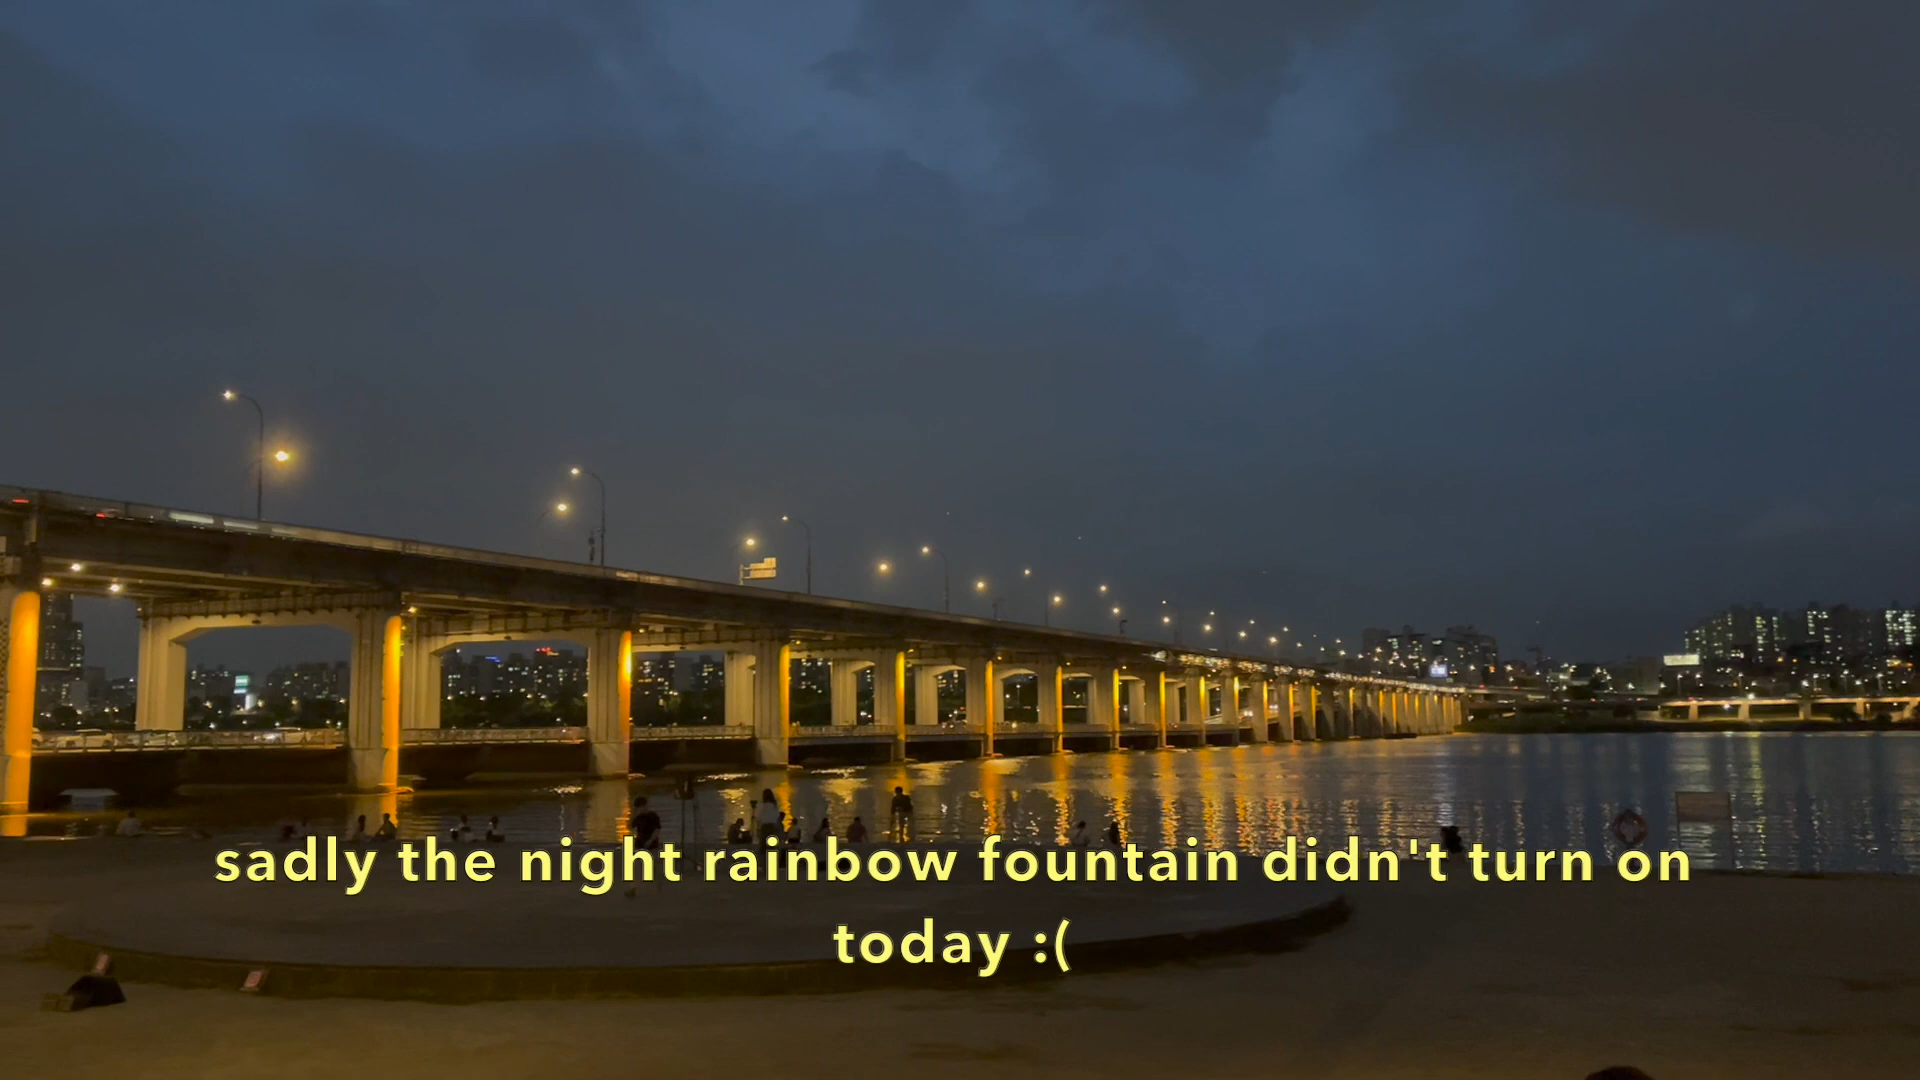 sadly the night rainbow fountain didn't turn on
today :(